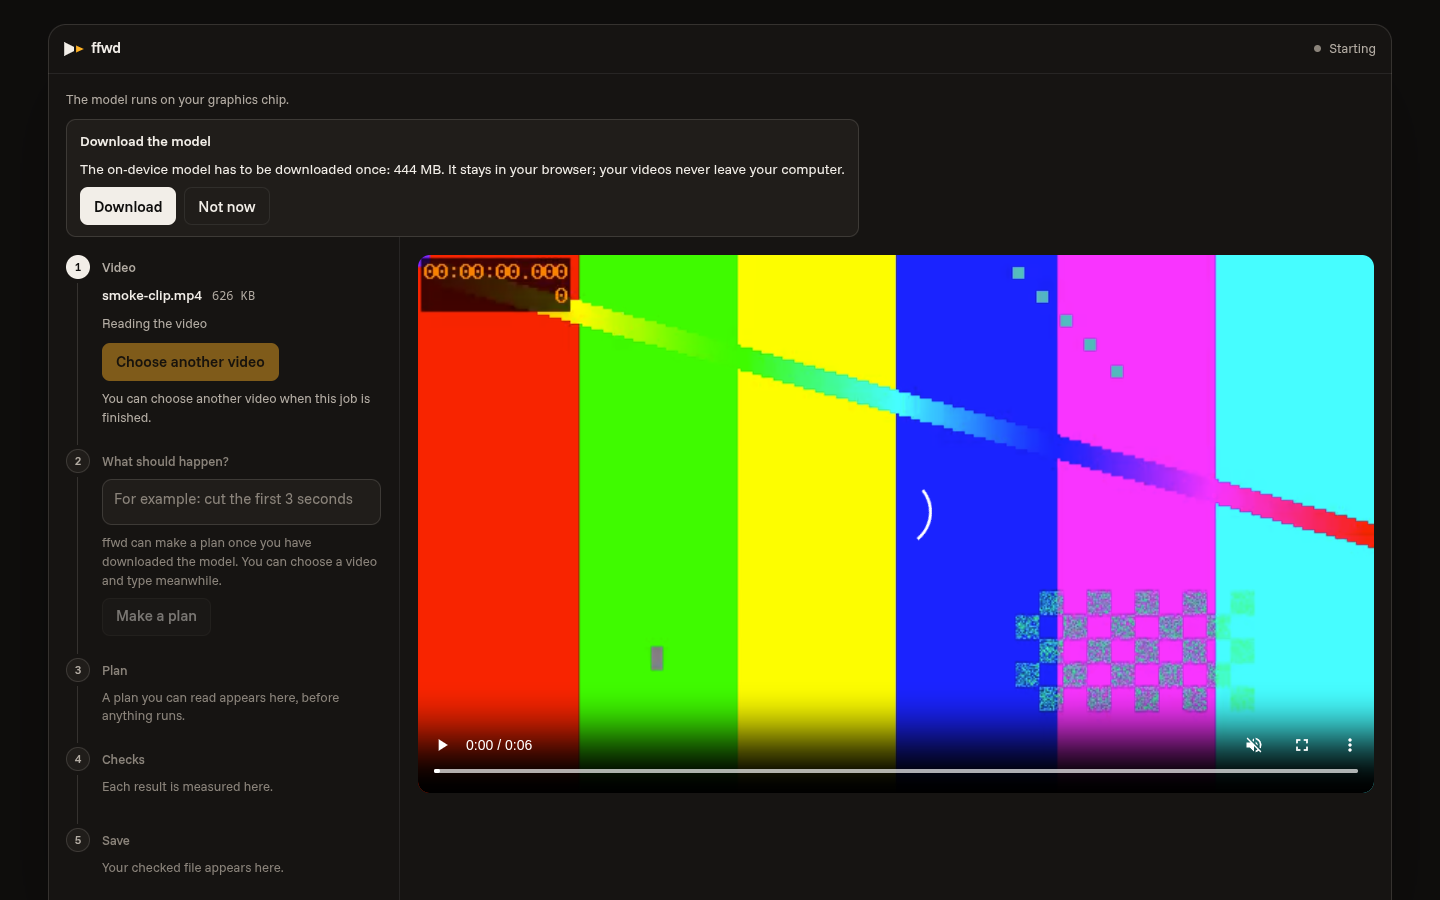 ffwd
Starting
The model runs on your graphics chip.
Download the model
The on-device model has to be downloaded once: 444 MB. It stays in your browser; your videos never leave your computer.
Download
Not now
1
Video
smoke-clip.mp4 626 KB
Reading the video
Choose another video
You can choose another video when this job is
finished.
2
What should happen?
For example: cut the first 3 seconds
ffwd can make a plan once you have
downloaded the model. You can choose a video
and type meanwhile.
Make a plan
3
Plan
A plan you can read appears here, before
anything runs.
4
Checks
Each result is measured here.
5
Save
Your checked file appears here.
00:00:00.000
0
0:00 / 0:06